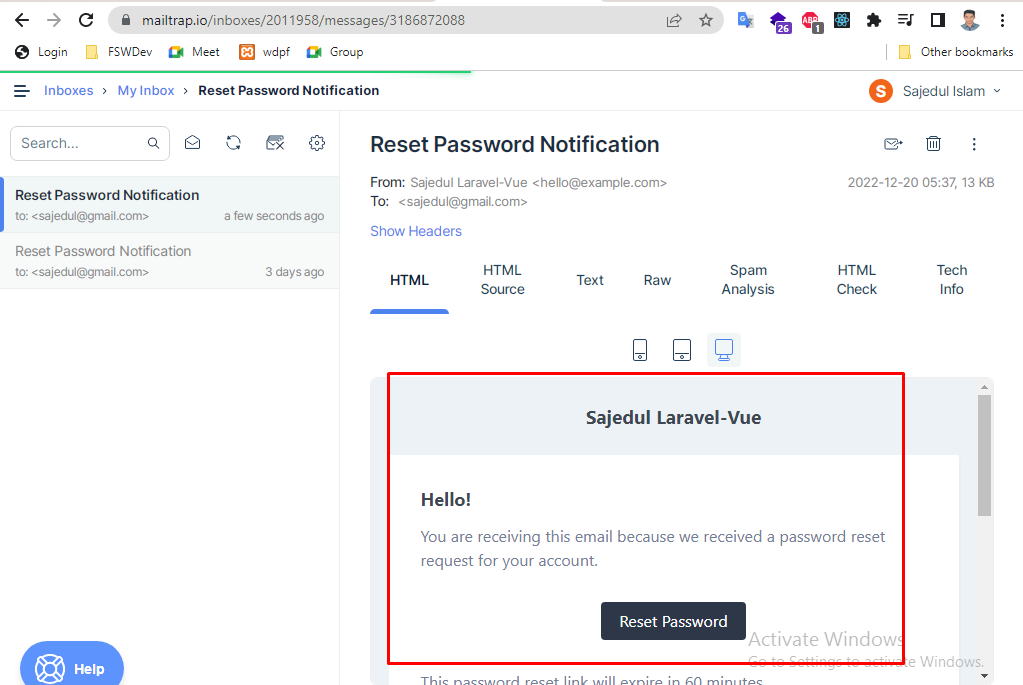 mailtrap.io/inboxes/2011958/messages/3186872088
26
ABP
1
Login
FSWDev
Meet
wdpf
Group
Other bookmarks
Inboxes > My Inbox > Reset Password Notification
S
Sajedul Islam
Search...
Reset Password Notification
to: <sajedul@gmail.com> a few seconds ago
Reset Password Notification
to: <sajedul@gmail.com> 3 days ago
Help
Reset Password Notification
From: Sajedul Laravel-Vue <hello@example.com> 2022-12-20 05:37, 13 KB
To: <sajedul@gmail.com>
Show Headers
HTML
HTML Source
Text
Raw
Spam Analysis
HTML Check
Tech Info
Sajedul Laravel-Vue
Hello!
You are receiving this email because we received a password reset
request for your account.
Reset Password
Activate Windows
Go to Settings to activate Windows.
This password reset link will expire in 60 minutes.